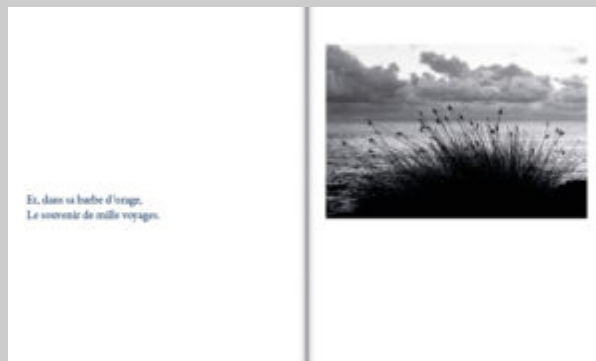 Et, dans sa barbe d'orage,
Le souvenir de mille voyages.